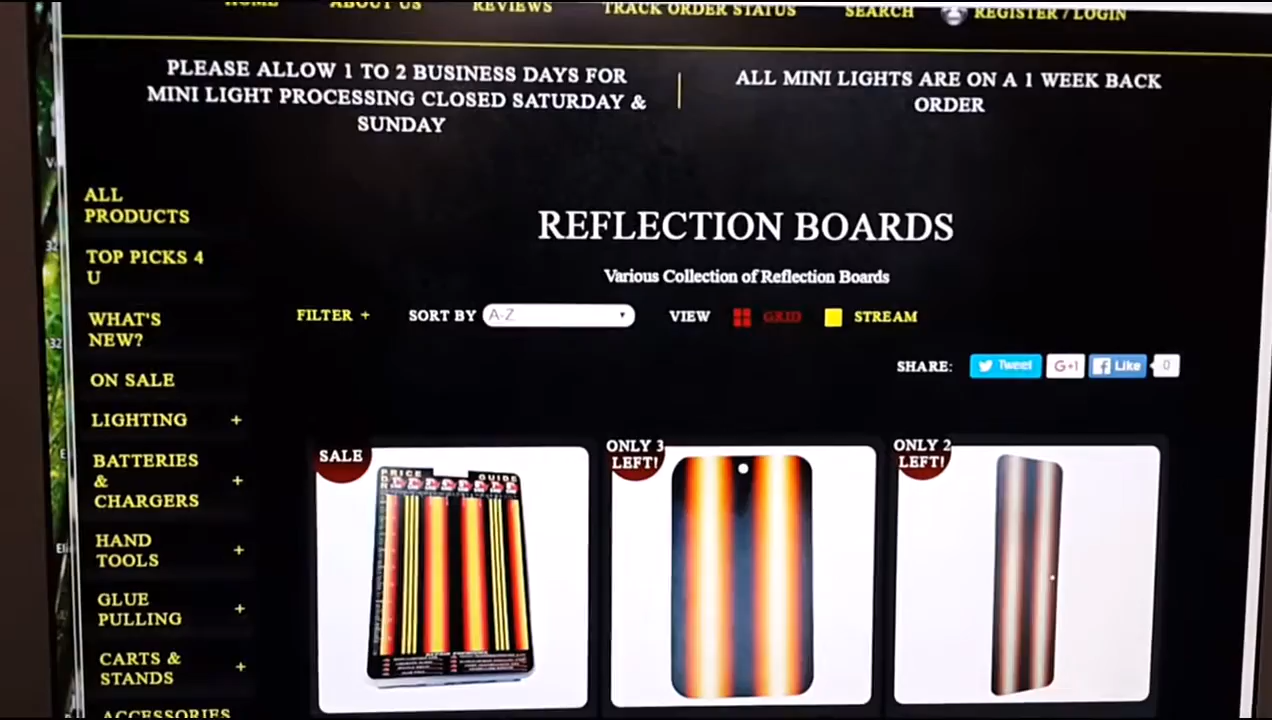 HOME ABOUT US REVIEWS TRACK ORDER STATUS SEARCH REGISTER / LOGIN
PLEASE ALLOW 1 TO 2 BUSINESS DAYS FOR
MINI LIGHT PROCESSING CLOSED SATURDAY &
SUNDAY
ALL MINI LIGHTS ARE ON A 1 WEEK BACK
ORDER
ALL
PRODUCTS
TOP PICKS 4
U
WHAT'S
NEW?
ON SALE
LIGHTING +
BATTERIES
&
CHARGERS +
HAND
TOOLS +
GLUE
PULLING +
CARTS &
STANDS +
ACCESSORIES
REFLECTION BOARDS
Various Collection of Reflection Boards
FILTER + SORT BY A-Z VIEW GRID STREAM
SHARE: Tweet G+1 Like 0
SALE
PRICE GUIDE
ONLY 3
LEFT!
ONLY 2
LEFT!